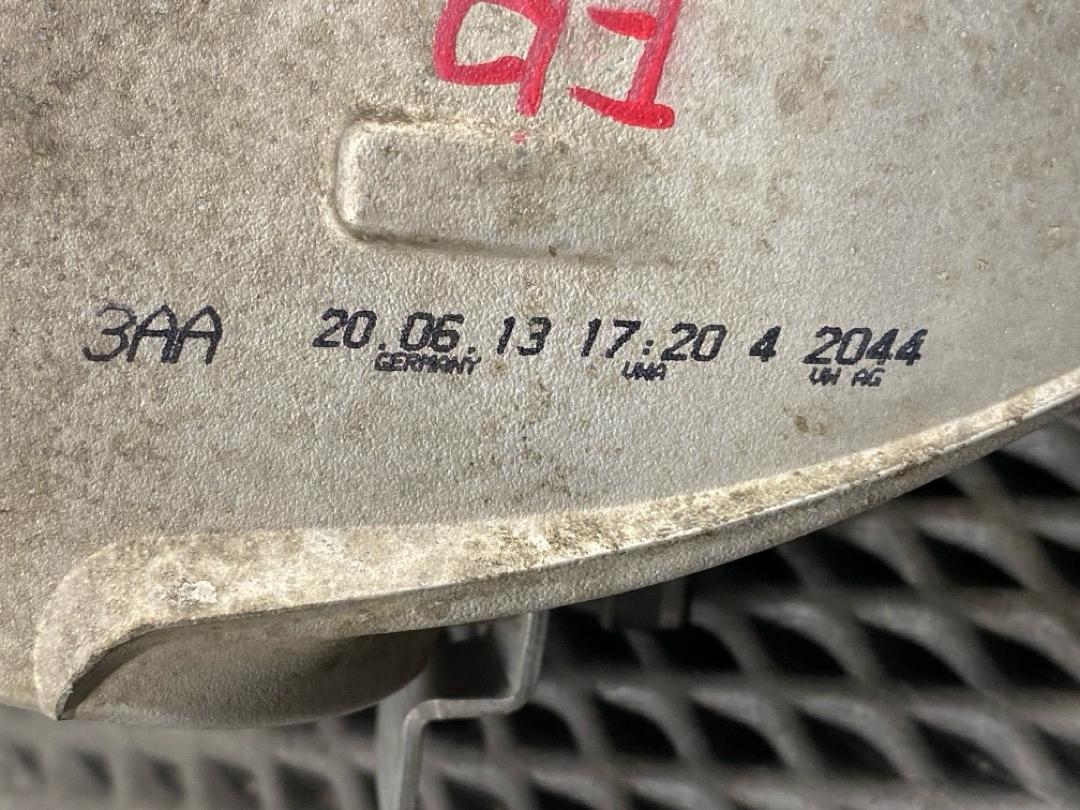 3AA 20.06.13 17:20 4 2044
GERMANY VWA VW AG